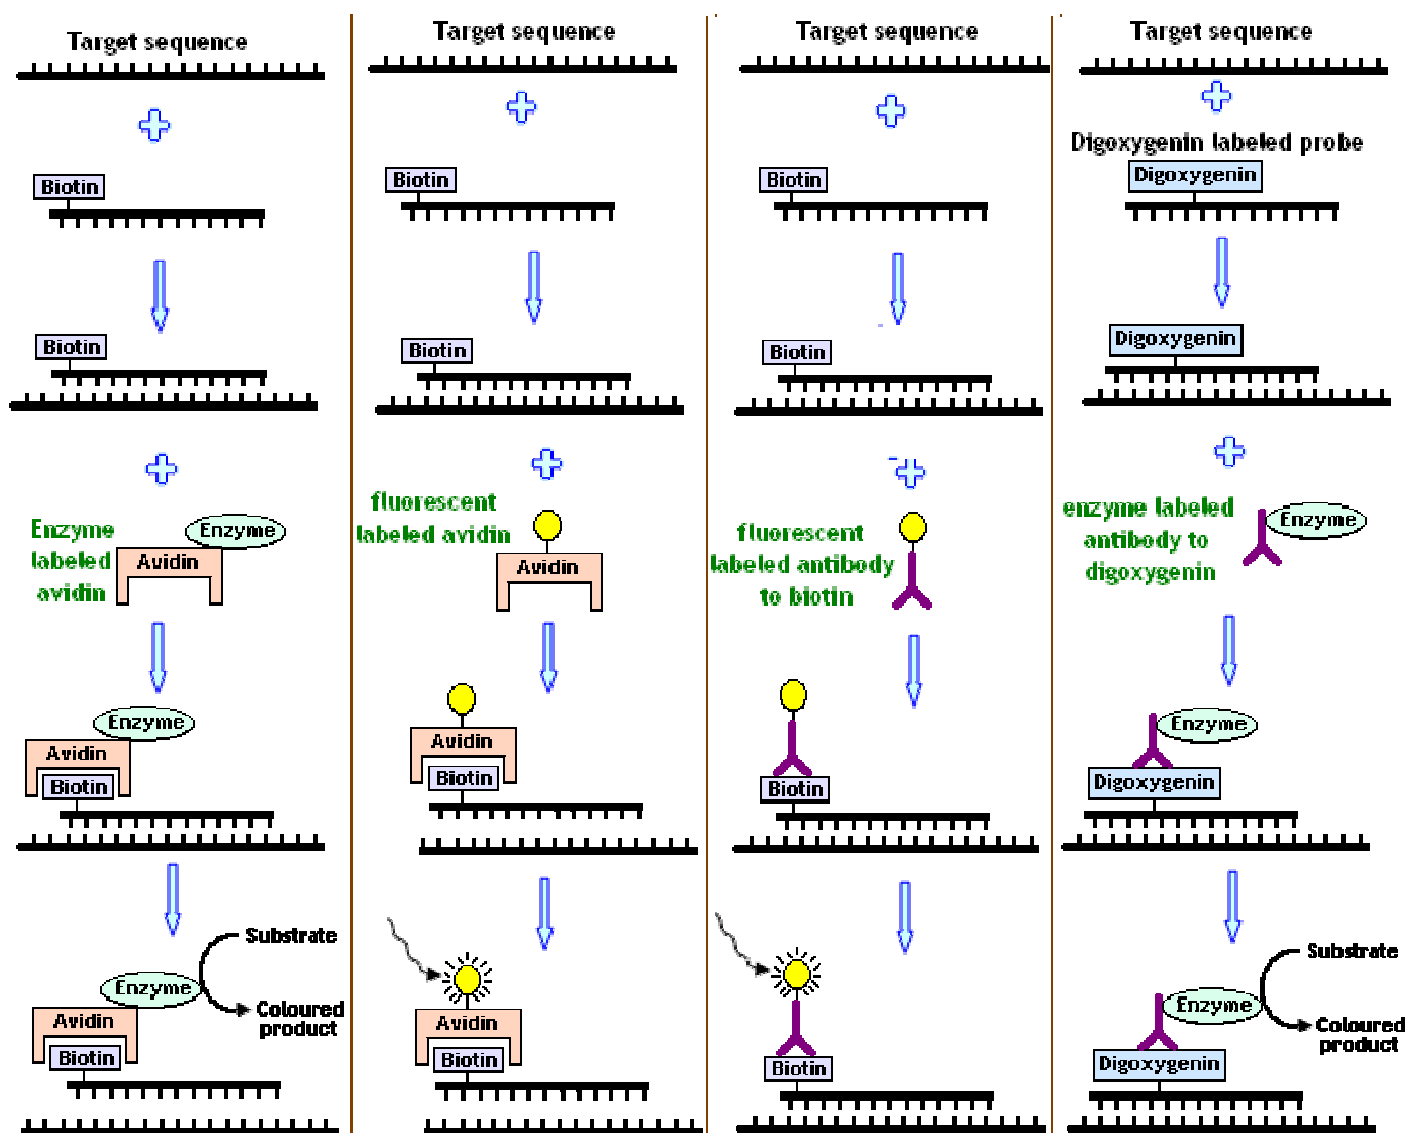 Target sequence
Biotin
Biotin
Enzyme
labeled
avidin
Enzyme
Avidin
Enzyme
Avidin
Biotin
Substrate
Enzyme
Coloured
product
Avidin
Biotin
Target sequence
Biotin
Biotin
fluorescent
labeled avidin
Avidin
Avidin
Biotin
Avidin
Biotin
Target sequence
Biotin
Biotin
fluorescent
labeled antibody
to biotin
Biotin
Biotin
Target sequence
Digoxygenin labeled probe
Digoxygenin
Digoxygenin
enzyme labeled
antibody to
digoxygenin
Enzyme
Enzyme
Digoxygenin
Substrate
Enzyme
Coloured
product
Digoxygenin